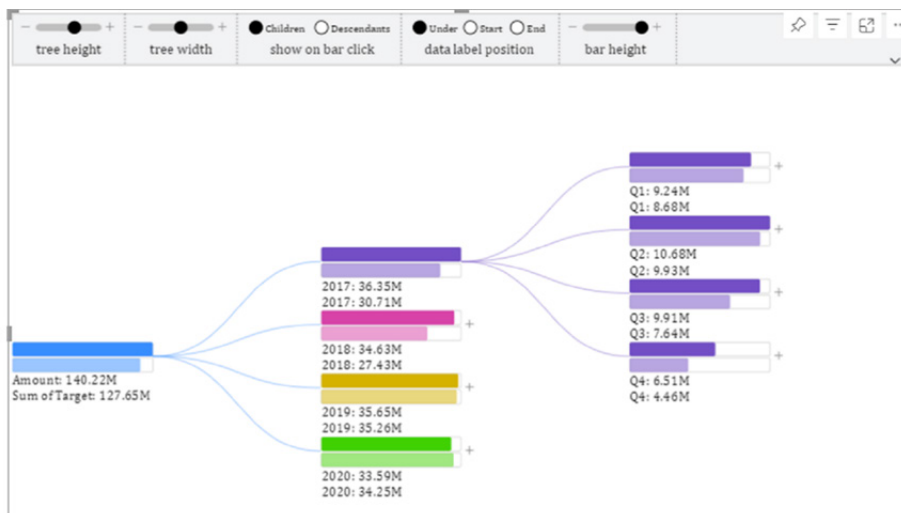 Children Descendants
Under Start End
tree height
tree width
show on bar click
data label position
bar height
Q1: 9.24M
Q1: 8.68M
Q2: 10.68M
Q2: 9.93M
Q3: 9.91M
Q3: 7.64M
Q4: 6.51M
Q4: 4.46M
2017: 36.35M
2017: 30.71M
2018: 34.63M
2018: 27.43M
2019: 35.65M
2019: 35.26M
2020: 33.59M
2020: 34.25M
Amount: 140.22M
Sum of Target: 127.65M